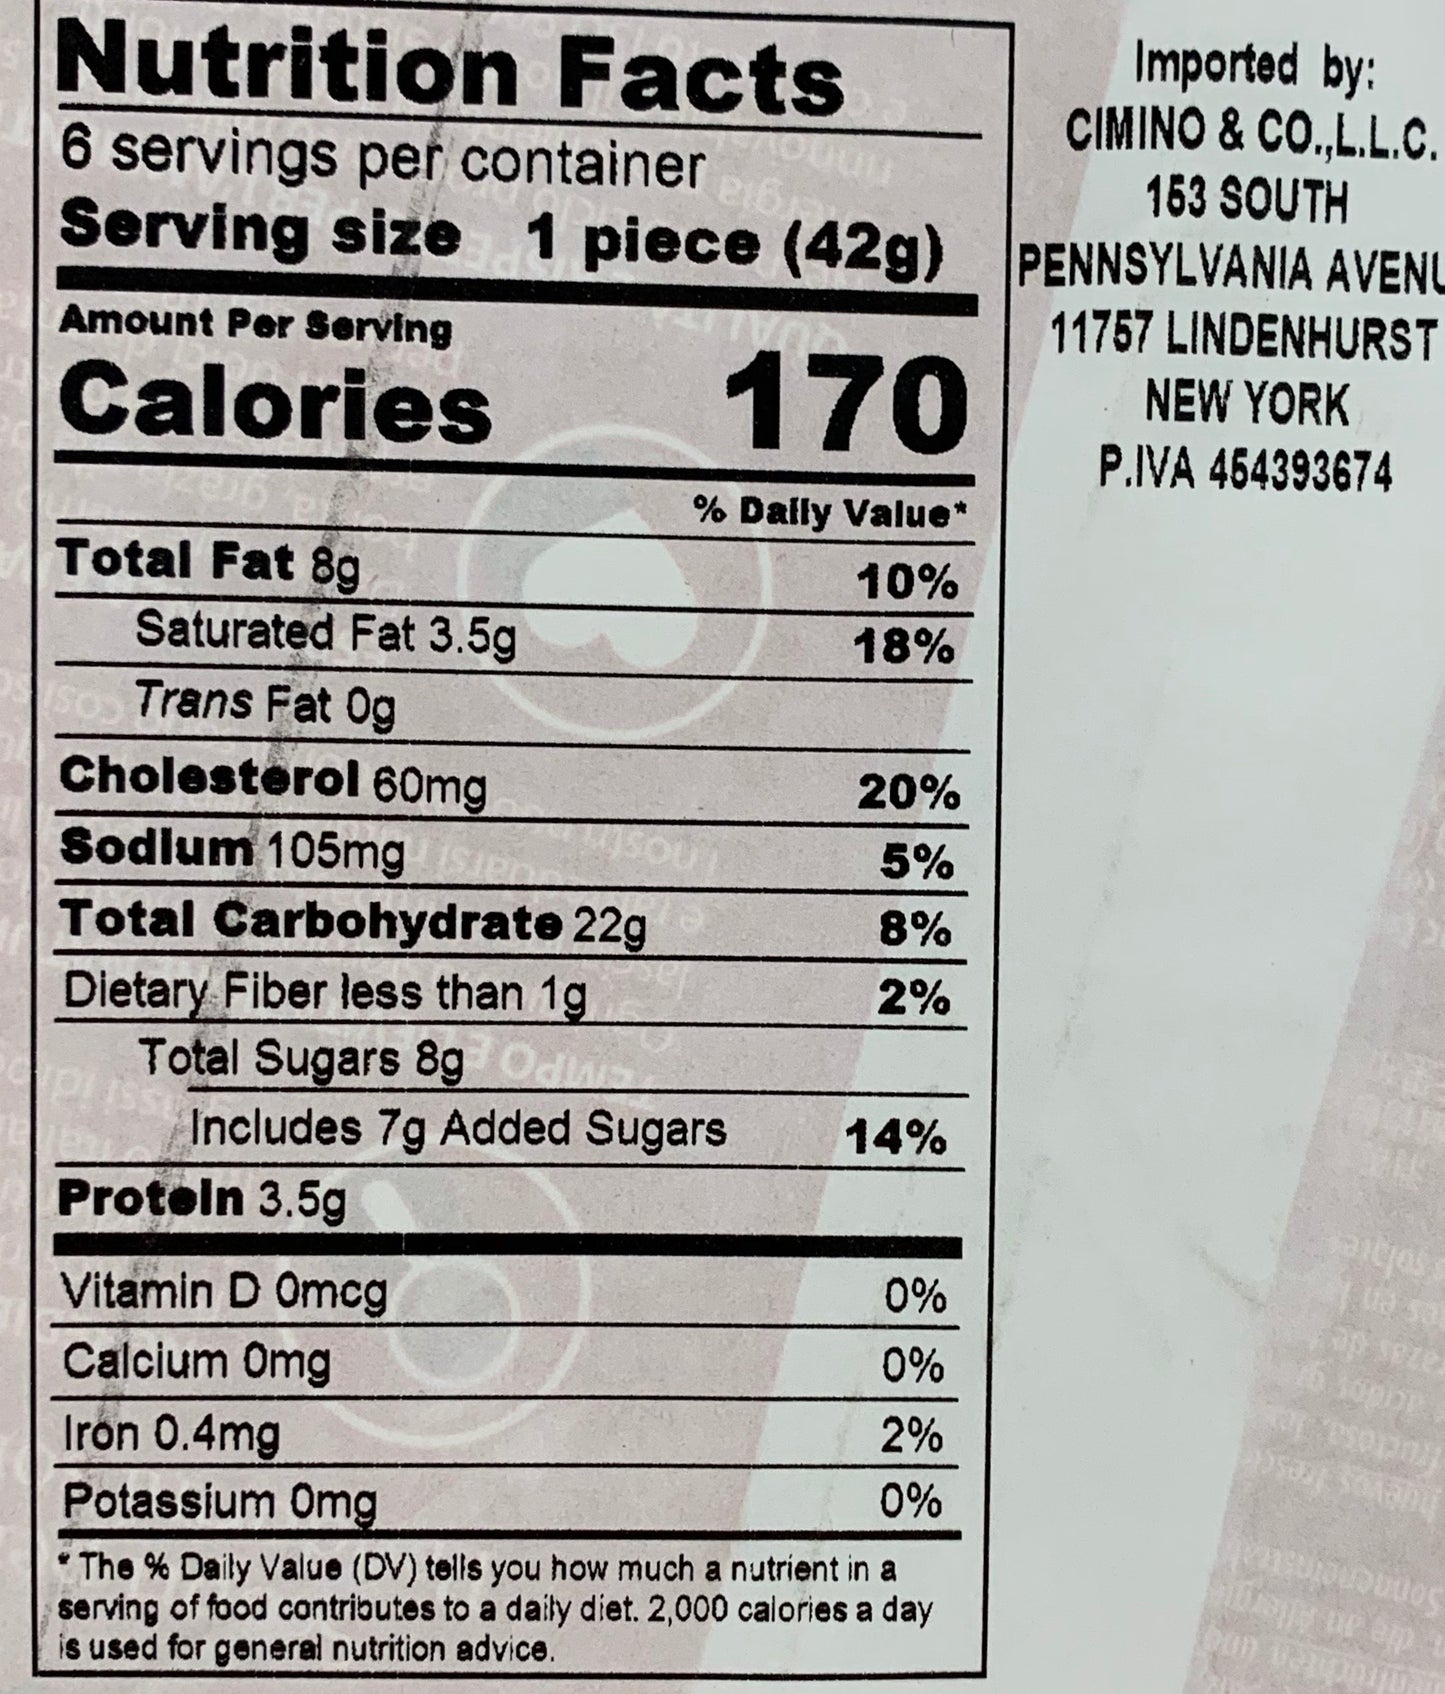 Nutrition Facts
6 servings per container
Serving size 1 piece (42g)
Amount Per Serving
Calories 170
% Daily Value*
Total Fat 8g 10%
Saturated Fat 3.5g 18%
Trans Fat 0g
Cholesterol 60mg 20%
Sodium 105mg 5%
Total Carbohydrate 22g 8%
Dietary Fiber less than 1g 2%
Total Sugars 8g
Includes 7g Added Sugars 14%
Protein 3.5g
Vitamin D 0mcg 0%
Calcium 0mg 0%
Iron 0.4mg 2%
Potassium 0mg 0%
* The % Daily Value (DV) tells you how much a nutrient in a
serving of food contributes to a daily diet. 2,000 calories a day
is used for general nutrition advice.
Imported by:
CIMINO & CO.,L.L.C.
153 SOUTH
PENNSYLVANIA AVENU
11757 LINDENHURST
NEW YORK
P.IVA 454393674